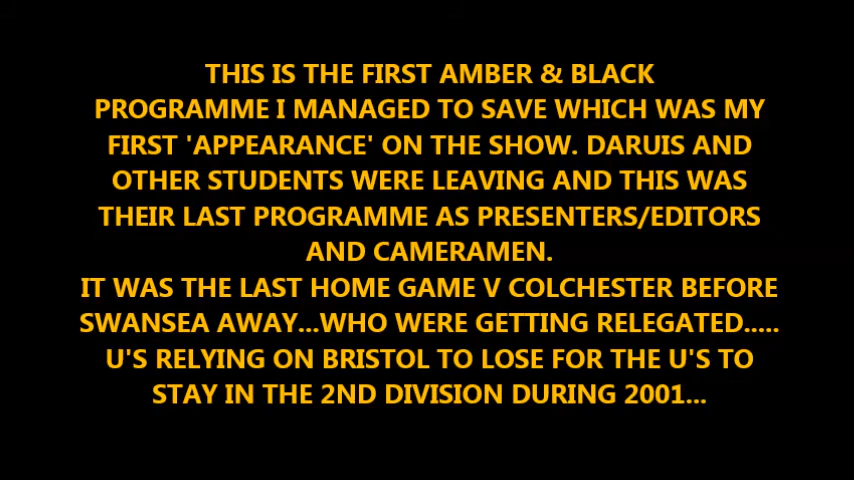 THIS IS THE FIRST AMBER & BLACK
PROGRAMME I MANAGED TO SAVE WHICH WAS MY
FIRST 'APPEARANCE' ON THE SHOW. DARUIS AND
OTHER STUDENTS WERE LEAVING AND THIS WAS
THEIR LAST PROGRAMME AS PRESENTERS/EDITORS
AND CAMERAMEN.
IT WAS THE LAST HOME GAME V COLCHESTER BEFORE
SWANSEA AWAY...WHO WERE GETTING RELEGATED.....
U'S RELYING ON BRISTOL TO LOSE FOR THE U'S TO
STAY IN THE 2ND DIVISION DURING 2001...